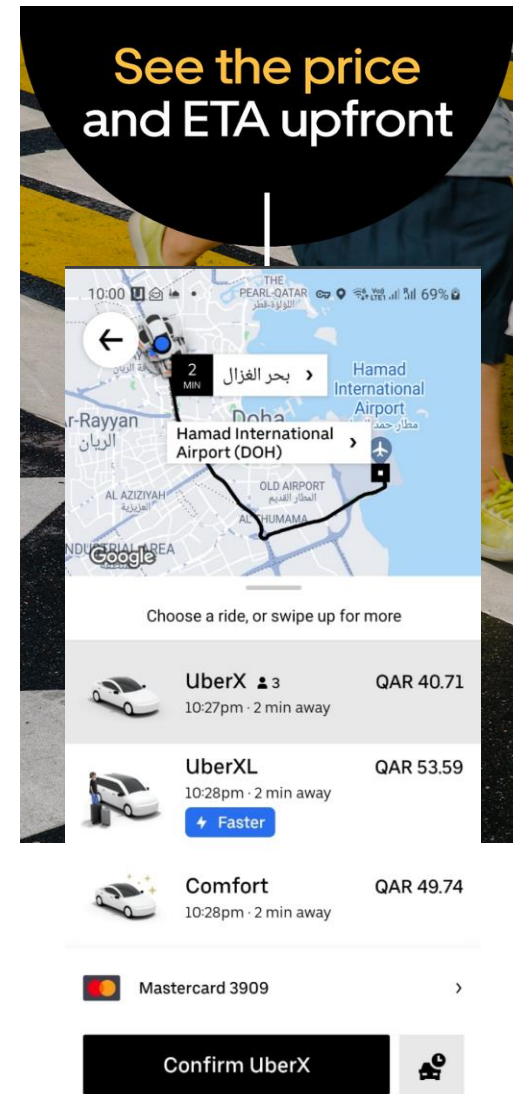 See the price
and ETA upfront
10:00
69%
THE
PEARL-QATAR
اللؤلؤة-قطر
2
MIN
بحر الغزال
Hamad
International
Airport
مطار حمد
r-Rayyan
الريان
Doha
Hamad International
Airport (DOH)
AL AZIZIYAH
العزيزية
OLD AIRPORT
المطار القديم
AL THUMAMA
Google
Choose a ride, or swipe up for more
UberX 3 QAR 40.71
10:27pm · 2 min away
UberXL QAR 53.59
10:28pm · 2 min away
Faster
Comfort QAR 49.74
10:28pm · 2 min away
Mastercard 3909
Confirm UberX